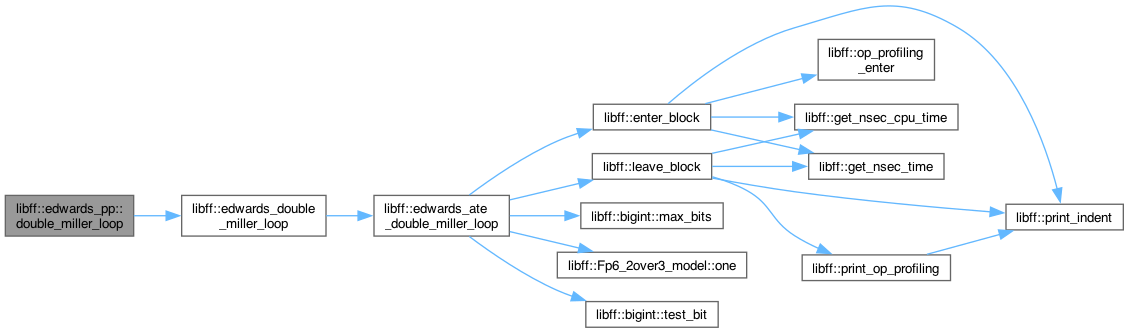 libff::edwards_pp::
double_miller_loop
libff::edwards_double
_miller_loop
libff::edwards_ate
_double_miller_loop
libff::enter_block
libff::leave_block
libff::bigint::max_bits
libff::Fp6_2over3_model::one
libff::bigint::test_bit
libff::op_profiling
_enter
libff::get_nsec_cpu_time
libff::get_nsec_time
libff::print_op_profiling
libff::print_indent